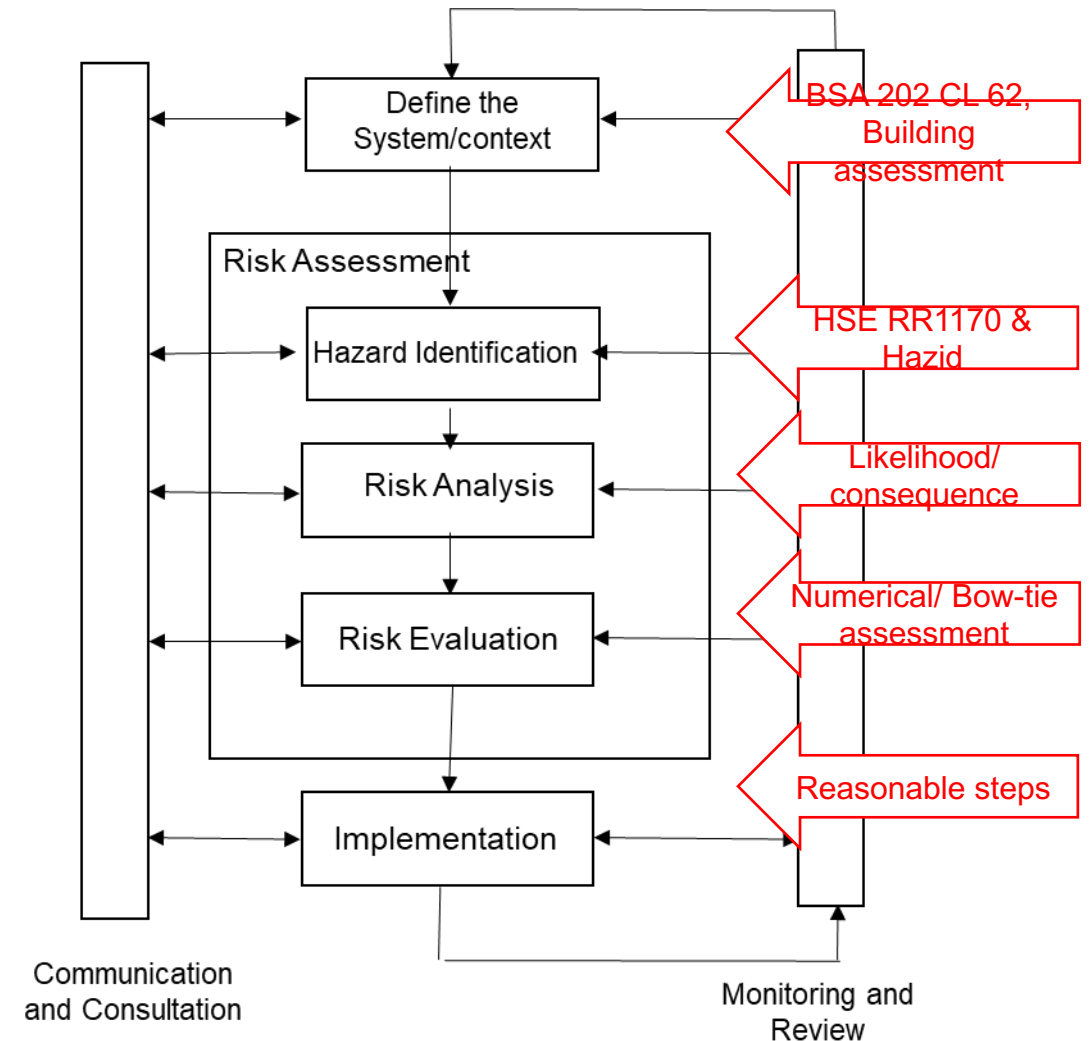 Define the
System/context
BSA 202 CL 62,
Building
assessment
Risk Assessment
Hazard Identification
HSE RR1170 &
Hazid
Risk Analysis
Likelihood/
consequence
Risk Evaluation
Numerical/ Bow-tie
assessment
Implementation
Reasonable steps
Communication
and Consultation
Monitoring and
Review